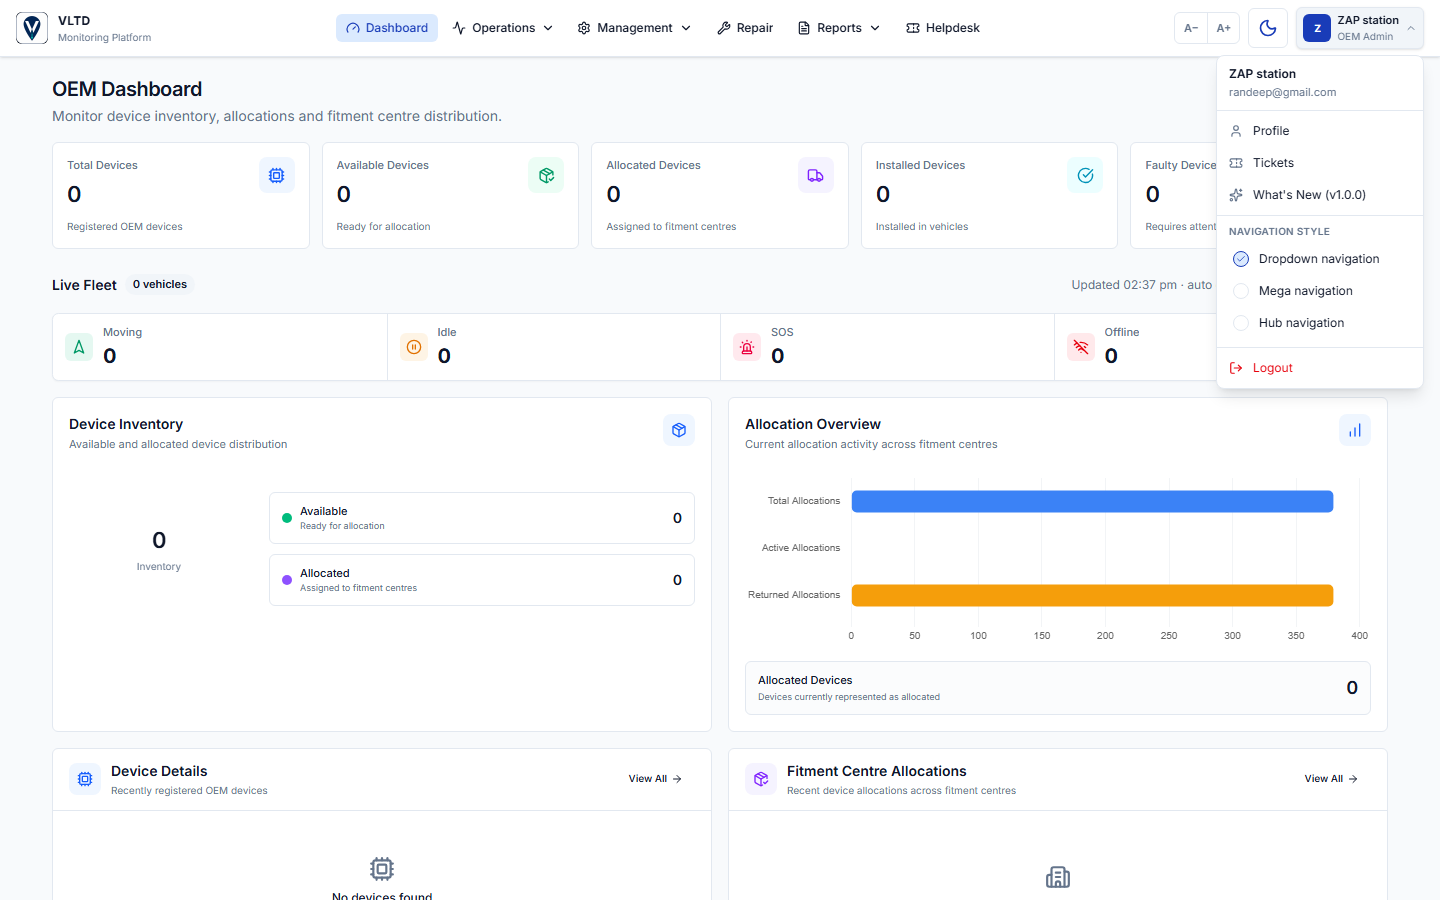 VLTD
Monitoring Platform
Dashboard
Operations
Management
Repair
Reports
Helpdesk
A−
A+
Z
ZAP station
OEM Admin
ZAP station
randeep@gmail.com
Profile
Tickets
What's New (v1.0.0)
NAVIGATION STYLE
Dropdown navigation
Mega navigation
Hub navigation
Logout
OEM Dashboard
Monitor device inventory, allocations and fitment centre distribution.
Total Devices
0
Registered OEM devices
Available Devices
0
Ready for allocation
Allocated Devices
0
Assigned to fitment centres
Installed Devices
0
Installed in vehicles
Faulty Device
0
Requires attent
Live Fleet
0 vehicles
Updated 02:37 pm · auto
Moving
0
Idle
0
SOS
0
Offline
0
Device Inventory
Available and allocated device distribution
0
Inventory
Available
Ready for allocation
0
Allocated
Assigned to fitment centres
0
Allocation Overview
Current allocation activity across fitment centres
Total Allocations
Active Allocations
Returned Allocations
0 50 100 150 200 250 300 350 400
Allocated Devices
Devices currently represented as allocated
0
Device Details
Recently registered OEM devices
View All
No devices found
Fitment Centre Allocations
Recent device allocations across fitment centres
View All